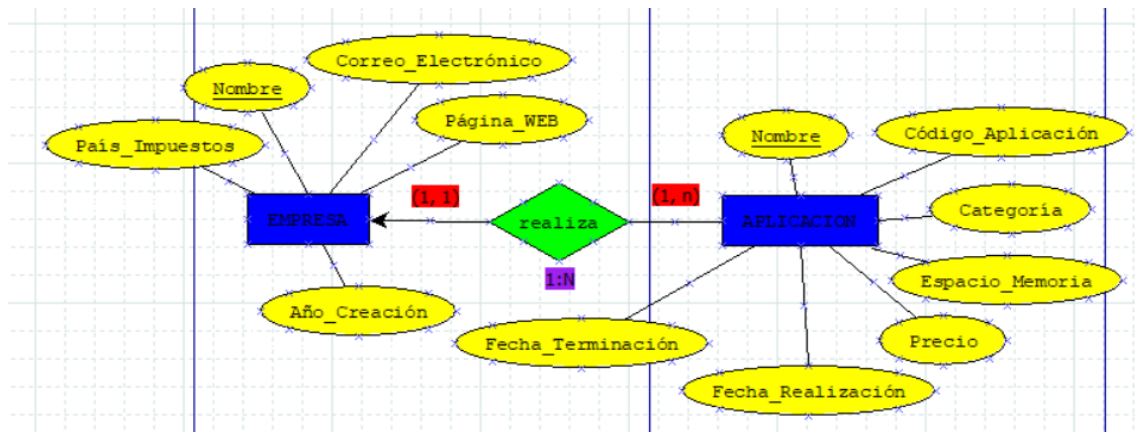 Correo_Electrónico
Nombre
Página_WEB
País_Impuestos
Nombre
Código_Aplicación
(1,1)
(1,n)
EMPRESA
realiza
APLICACION
Categoría
1:N
Espacio_Memoria
Año_Creación
Fecha_Terminación
Precio
Fecha_Realización